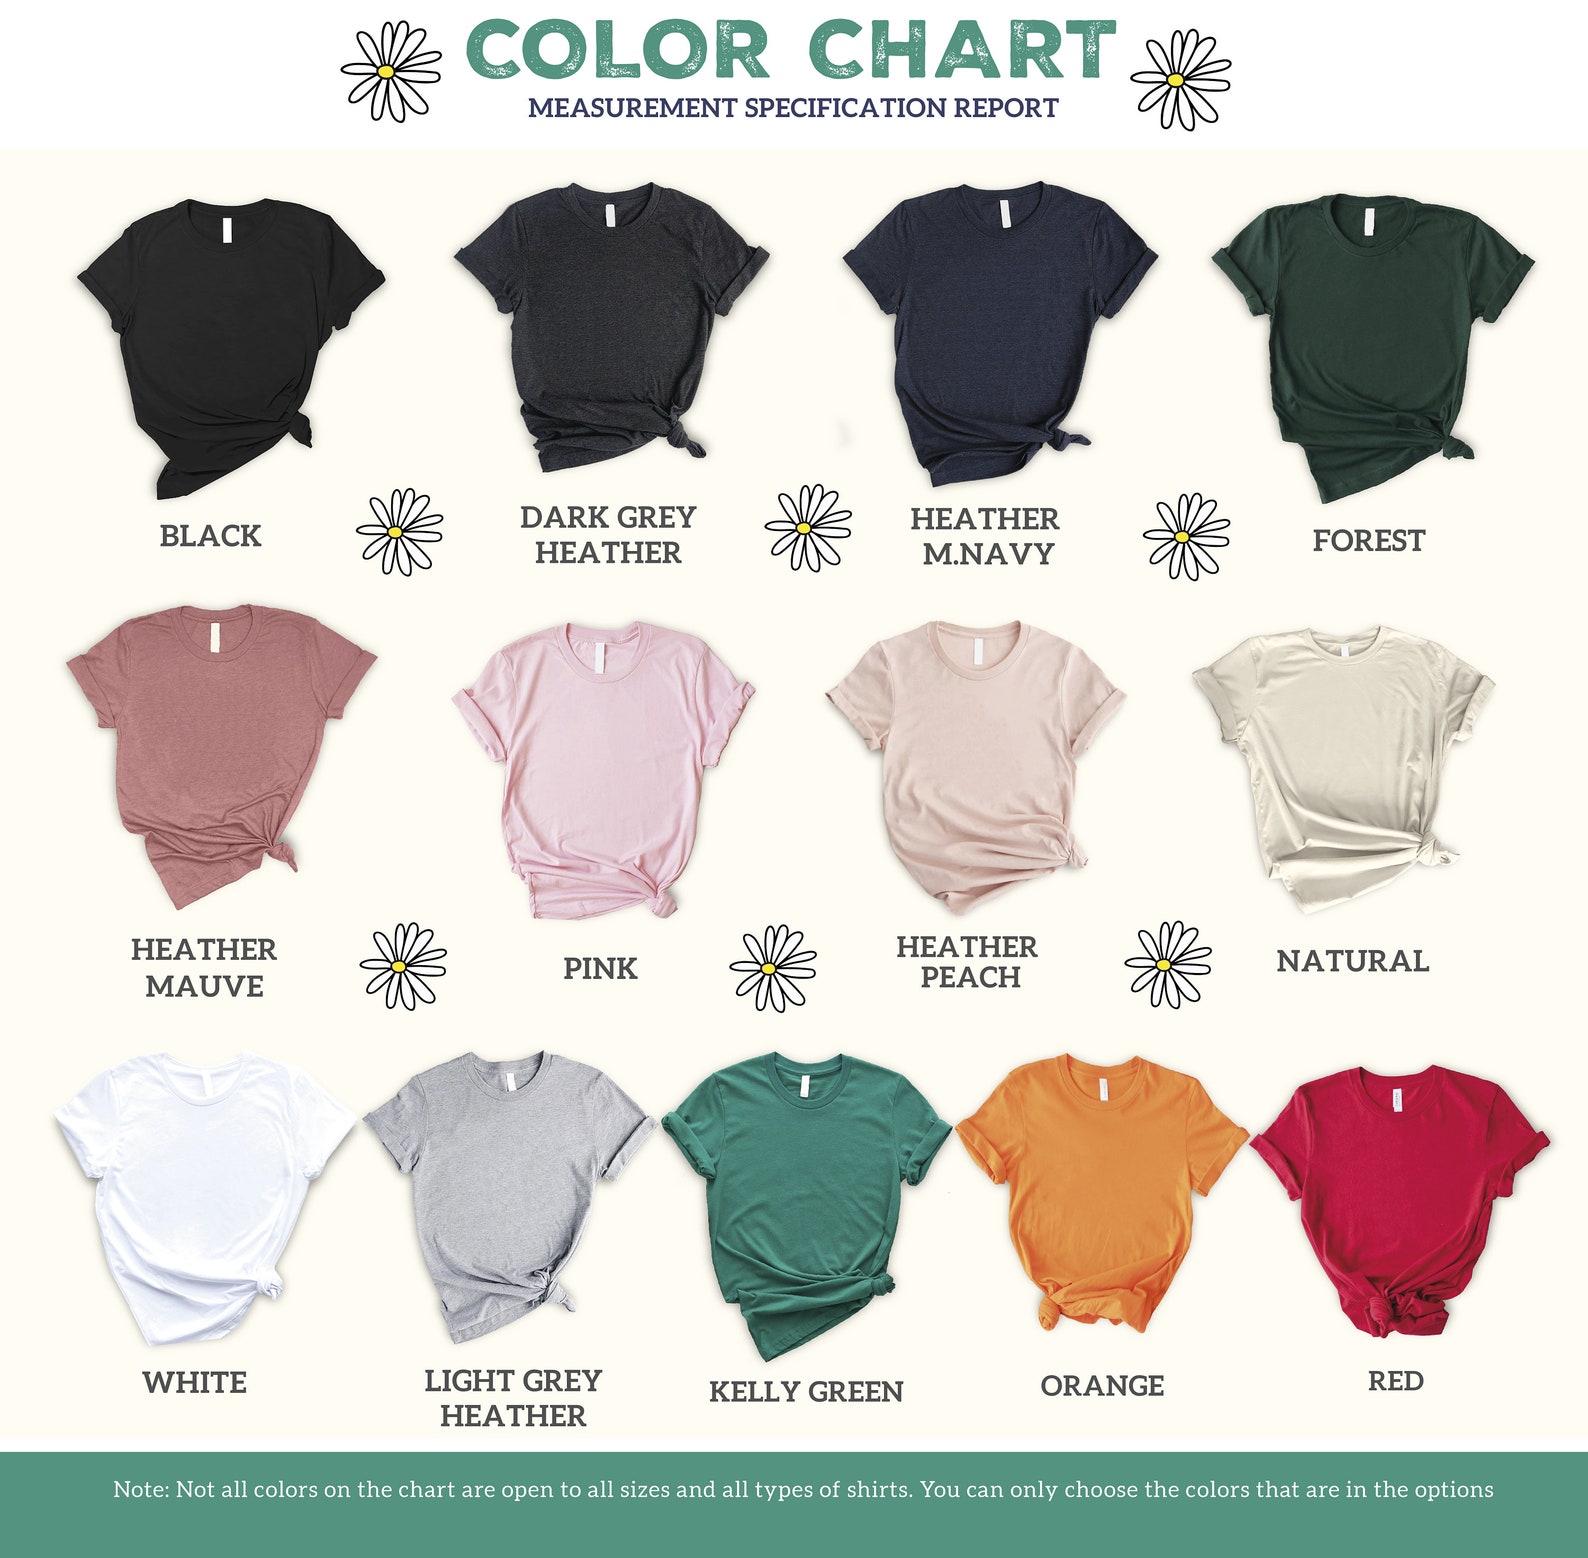 COLOR CHART
MEASUREMENT SPECIFICATION REPORT
BLACK
DARK GREY
HEATHER
HEATHER
M.NAVY
FOREST
HEATHER
MAUVE
PINK
HEATHER
PEACH
NATURAL
WHITE
LIGHT GREY
HEATHER
KELLY GREEN
ORANGE
RED
Note: Not all colors on the chart are open to all sizes and all types of shirts. You can only choose the colors that are in the options